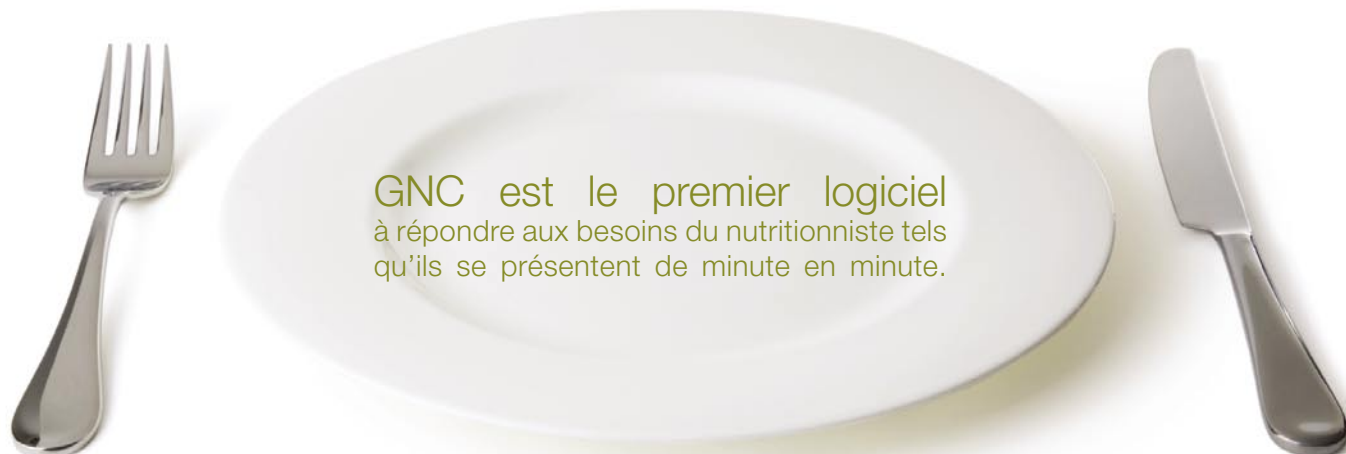 GNC est le premier logiciel
à répondre aux besoins du nutritionniste tels
qu’ils se présentent de minute en minute.